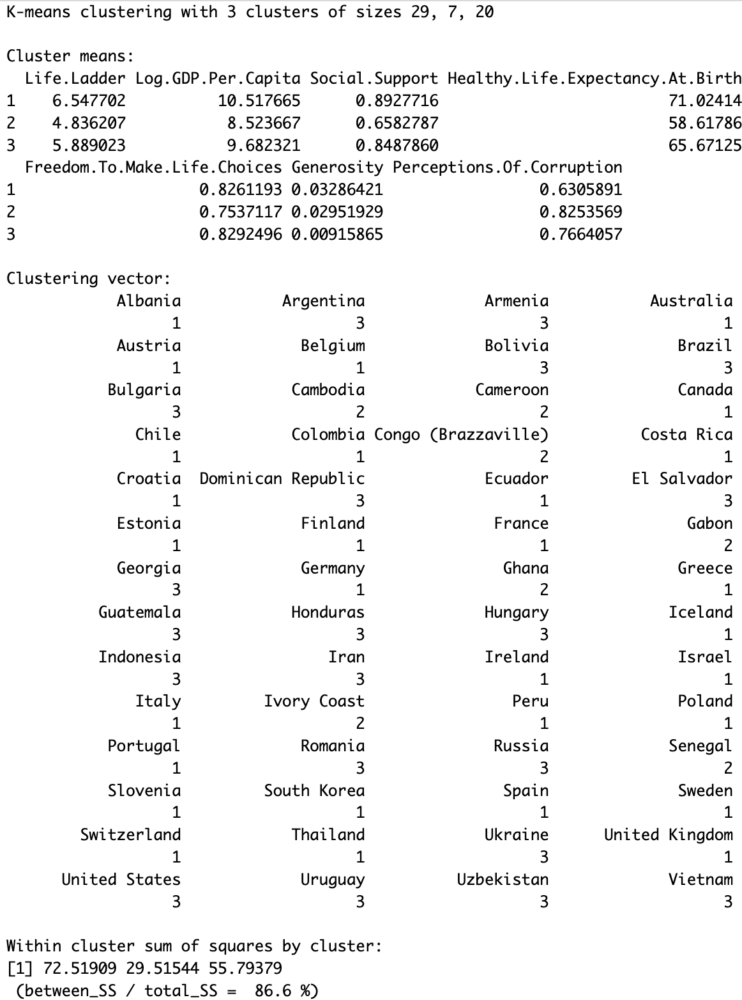 K-means clustering with 3 clusters of sizes 29, 7, 20
Cluster means:
Life.Ladder Log.GDP.Per.Capita Social.Support Healthy.Life.Expectancy.At.Birth
1 6.547702 10.517665 0.8927716 71.02414
2 4.836207 8.523667 0.6582787 58.61786
3 5.889023 9.682321 0.8487860 65.67125
Freedom.To.Make.Life.Choices Generosity Perceptions.Of.Corruption
1 0.8261193 0.03286421 0.6305891
2 0.7537117 0.02951929 0.8253569
3 0.8292496 0.00915865 0.7664057
Clustering vector:
Albania Argentina Armenia Australia
1 3 3 1
Austria Belgium Bolivia Brazil
1 1 3 3
Bulgaria Cambodia Cameroon Canada
3 2 2 1
Chile Colombia Congo (Brazzaville) Costa Rica
1 1 2 1
Croatia Dominican Republic Ecuador El Salvador
1 3 1 3
Estonia Finland France Gabon
1 1 1 2
Georgia Germany Ghana Greece
3 1 2 1
Guatemala Honduras Hungary Iceland
3 3 3 1
Indonesia Iran Ireland Israel
3 3 1 1
Italy Ivory Coast Peru Poland
1 2 1 1
Portugal Romania Russia Senegal
1 3 3 2
Slovenia South Korea Spain Sweden
1 1 1 1
Switzerland Thailand Ukraine United Kingdom
1 1 3 1
United States Uruguay Uzbekistan Vietnam
3 3 3 3
Within cluster sum of squares by cluster:
[1] 72.51909 29.51544 55.79379
(between_SS / total_SS = 86.6 %)